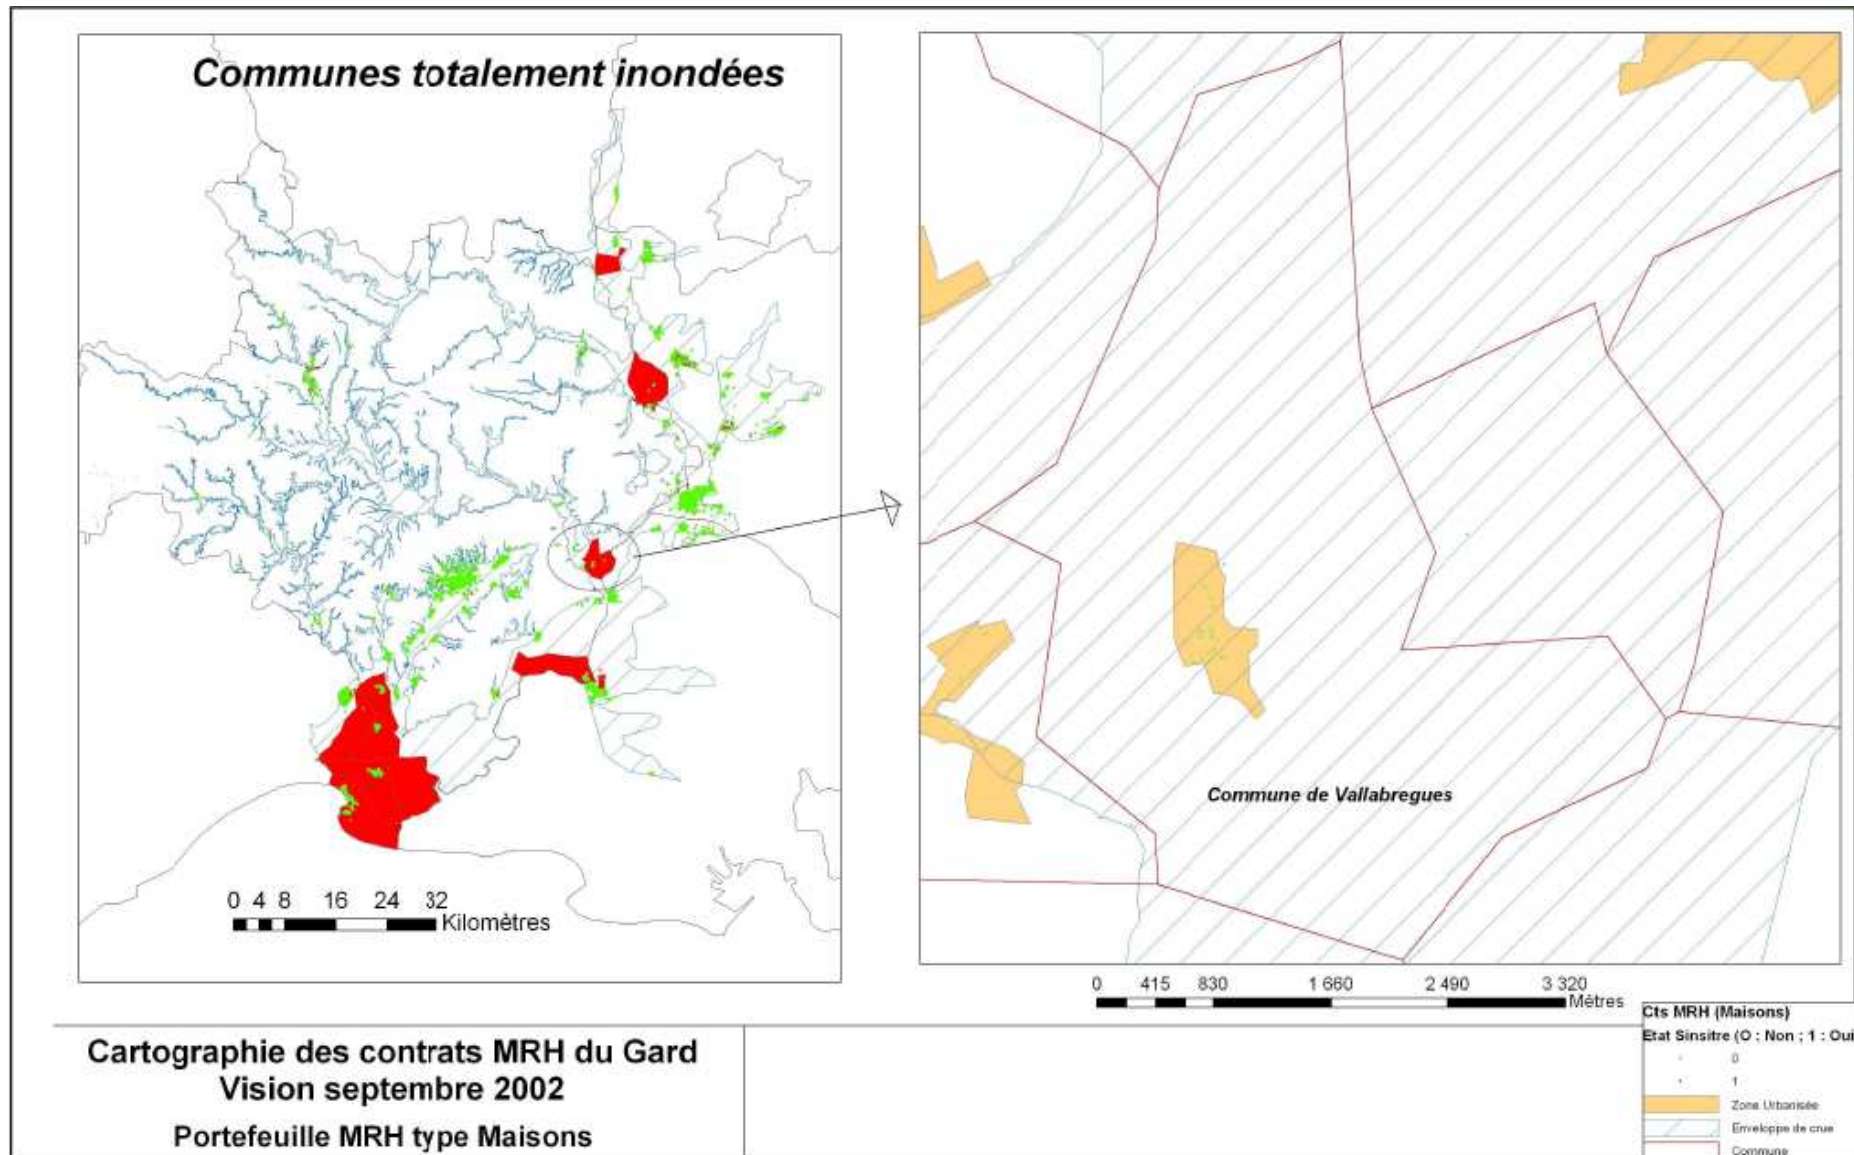 Communes totalement inondées
0 4 8 16 24 32
Kilomètres
Commune de Vallabregues
0 415 830 1 660 2 490 3 320
Mètres
Cartographie des contrats MRH du Gard
Vision septembre 2002
Portefeuille MRH type Maisons
Cts MRH (Maisons)
Etat Sinsitre (O : Non ; 1 : Oui
0
1
Zone Urbanisée
Enveloppe de crue
Commune